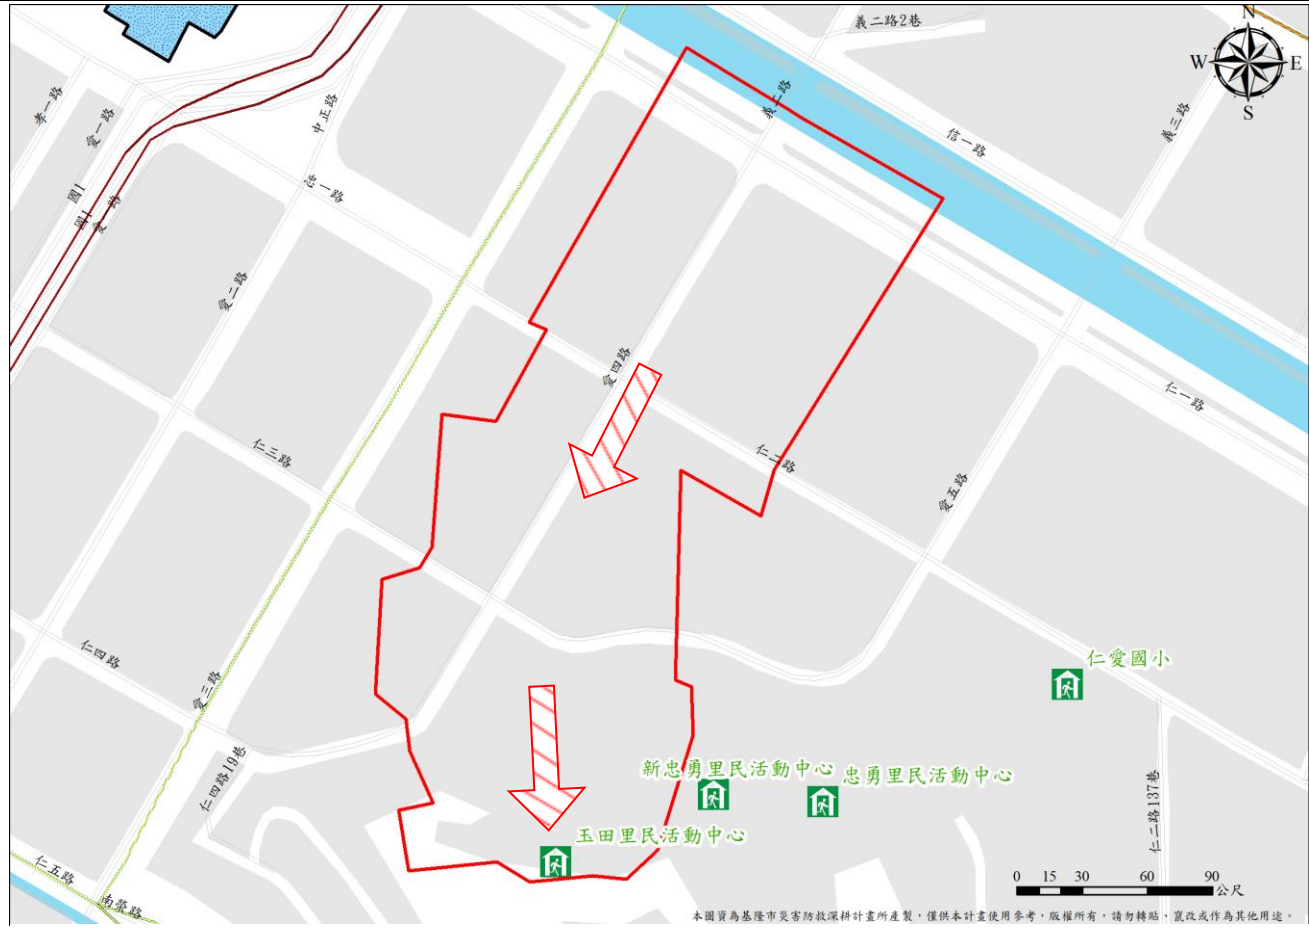 義二路2巷
N
W
E
S
孝一路
愛一路
中正路
義二路
信一路
義三路
國1
國1
愛一路
仁一路
愛二路
愛四路
仁一路
仁三路
仁二路
愛五路
仁四路
愛三路
仁愛國小
仁四路19巷
新忠勇里民活動中心
忠勇里民活動中心
仁二路137巷
玉田里民活動中心
仁五路
南榮路
0 15 30 60 90
公尺
本圖資為基隆市災害防救深耕計畫所產製，僅供本計畫使用參考，版權所有，請勿轉貼、竄改或作為其他用途。